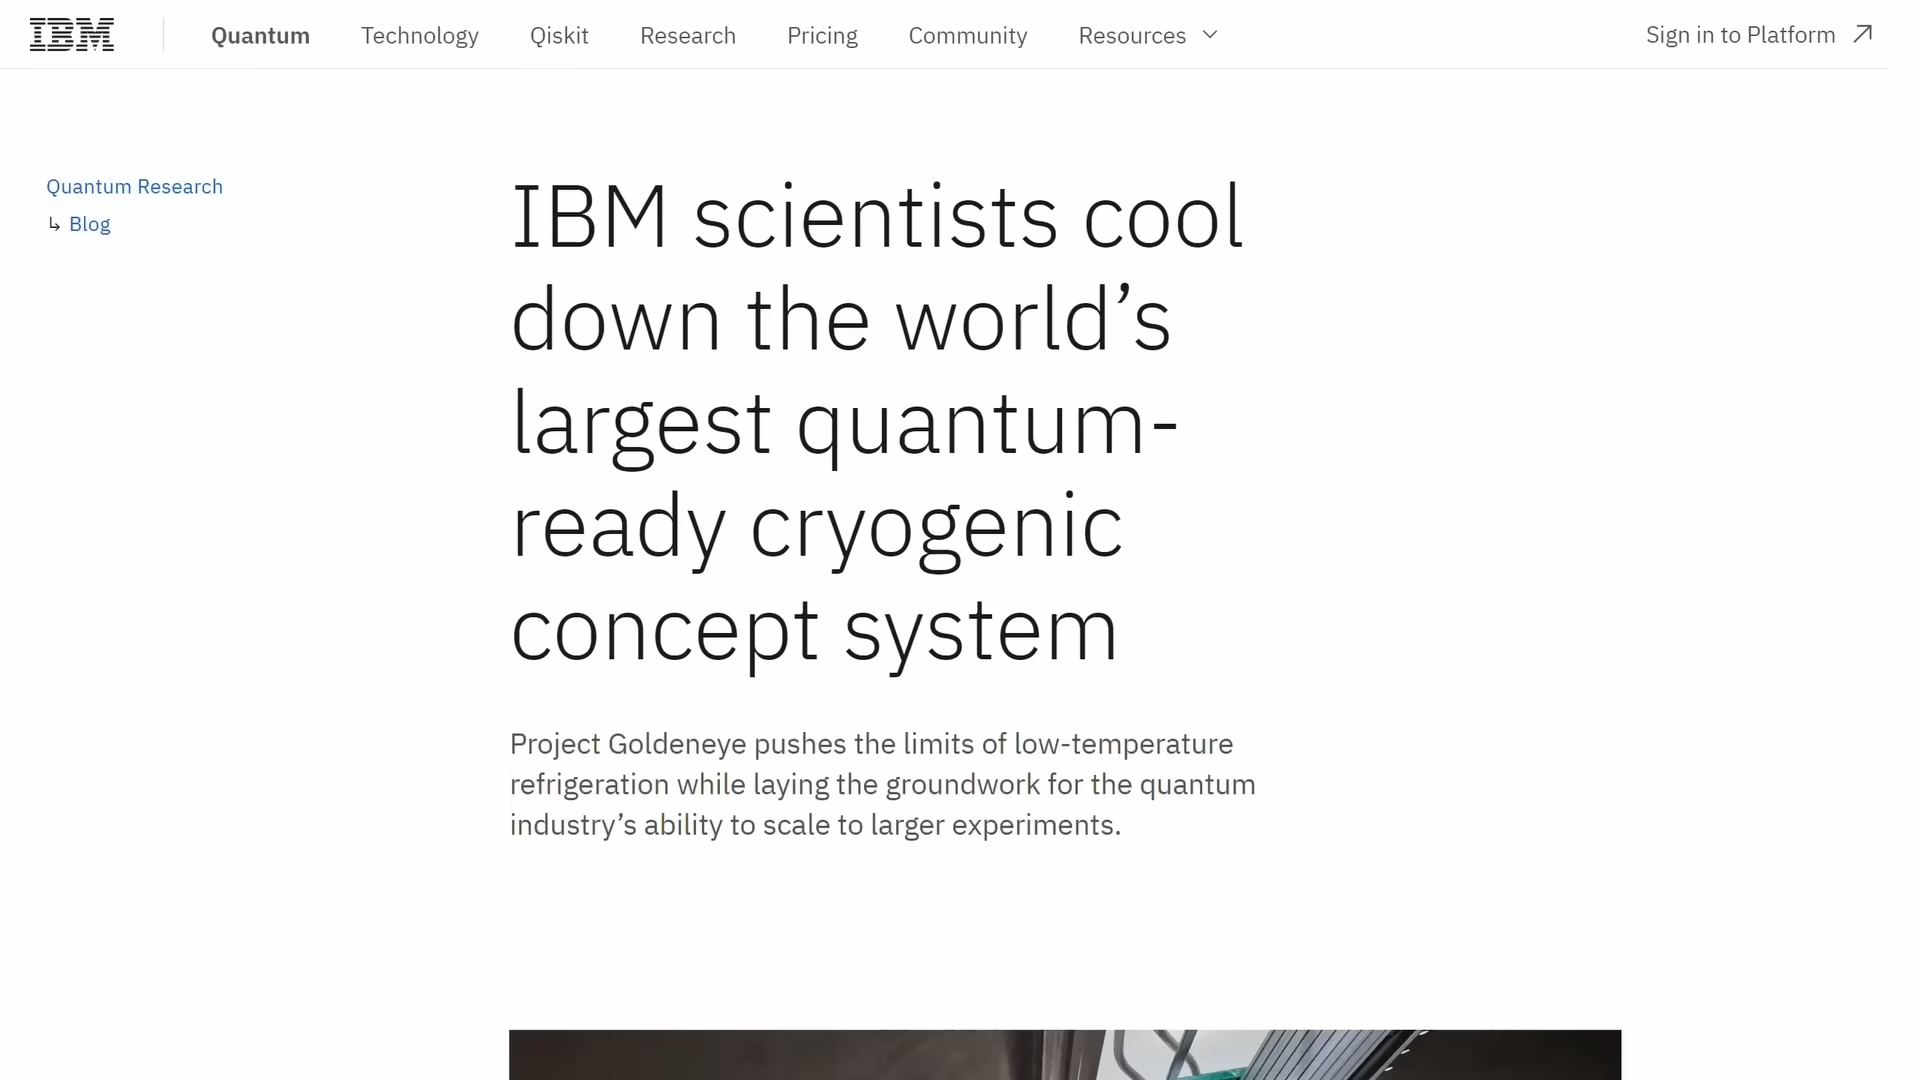 IBM
Quantum
Technology
Qiskit
Research
Pricing
Community
Resources
Sign in to Platform
Quantum Research
↳ Blog
IBM scientists cool
down the world’s
largest quantum-
ready cryogenic
concept system
Project Goldeneye pushes the limits of low-temperature
refrigeration while laying the groundwork for the quantum
industry’s ability to scale to larger experiments.